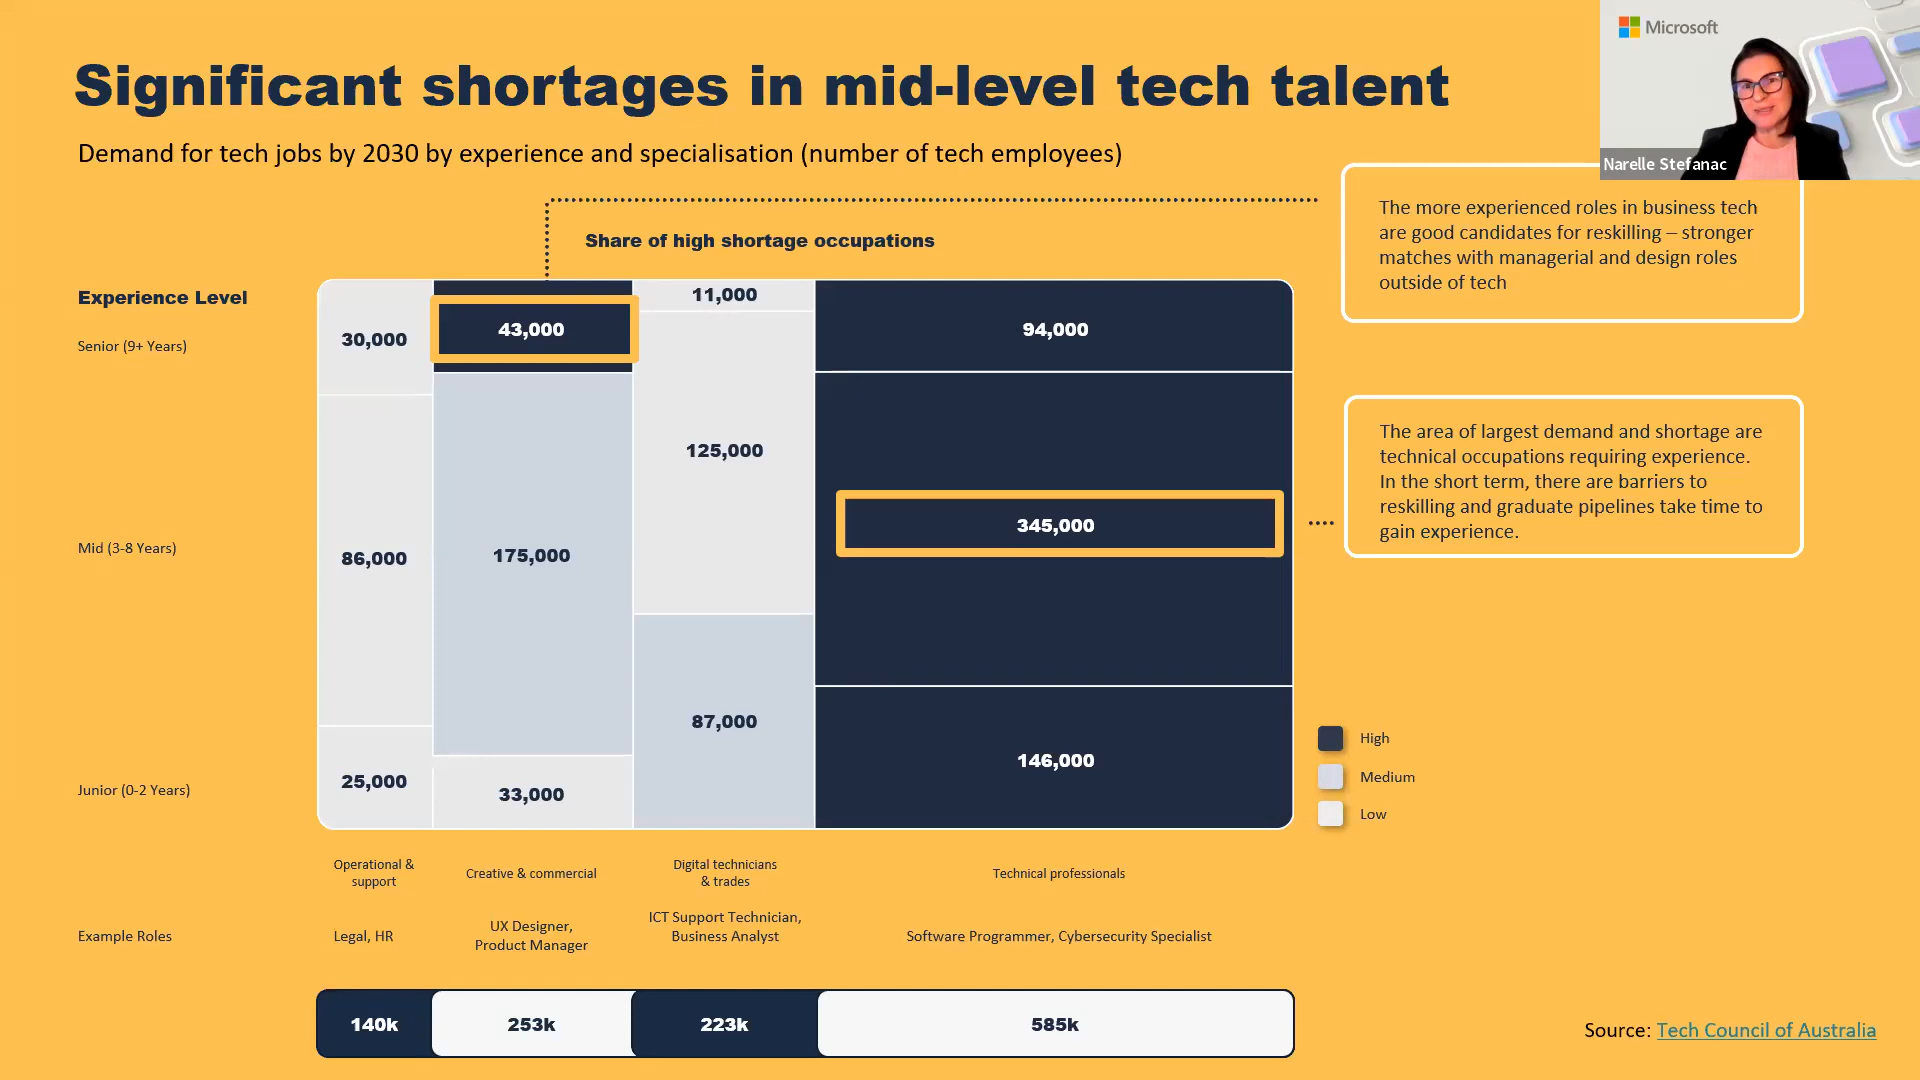 Microsoft
Significant shortages in mid-level tech talent
Demand for tech jobs by 2030 by experience and specialisation (number of tech employees)
Narelle Stefanac
The more experienced roles in business tech
are good candidates for reskilling – stronger
matches with managerial and design roles
outside of tech
Share of high shortage occupations
Experience Level
Senior (9+ Years)
30,000
43,000
11,000
94,000
The area of largest demand and shortage are
technical occupations requiring experience.
In the short term, there are barriers to
reskilling and graduate pipelines take time to
gain experience.
Mid (3-8 Years)
86,000
175,000
125,000
345,000
Junior (0-2 Years)
25,000
33,000
87,000
146,000
High
Medium
Low
Operational &
support
Creative & commercial
Digital technicians
& trades
Technical professionals
Example Roles
Legal, HR
UX Designer,
Product Manager
ICT Support Technician,
Business Analyst
Software Programmer, Cybersecurity Specialist
140k
253k
223k
585k
Source: Tech Council of Australia